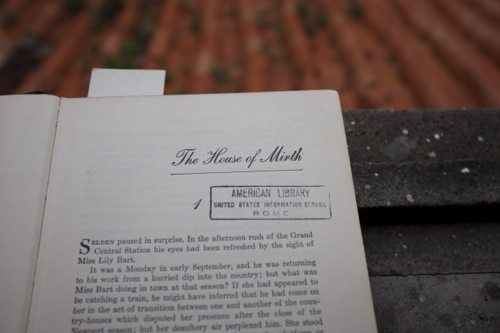 The House of Mirth
1
AMERICAN LIBRARY
UNITED STATES INFORMATION SERVICE
ROME
SELDEN paused in surprise. In the afternoon rush of the Grand
Central Station his eyes had been refreshed by the sight of
Miss Lily Bart.
It was a Monday in early September, and he was returning
to his work from a hurried dip into the country; but what was
Miss Bart doing in town at that season? If she had appeared to
be catching a train, he might have inferred that he had come on
her in the act of transition between one and another of the coun-
try-houses which disputed her presence after the close of the
Newport season; but her desultory air perplexed him. She stood